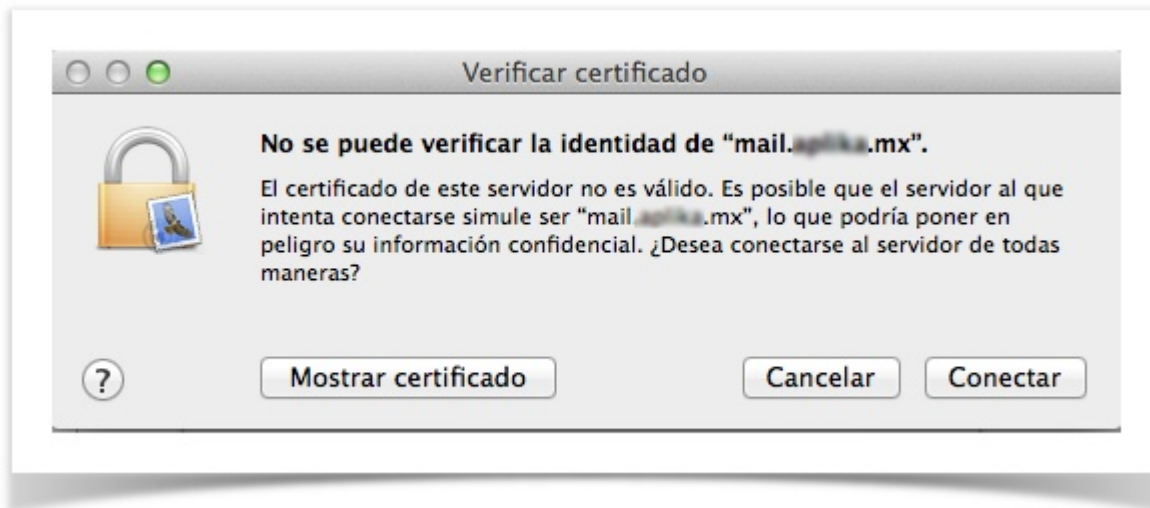 Verificar certificado
No se puede verificar la identidad de “mail. .mx”.
El certificado de este servidor no es válido. Es posible que el servidor al que
intenta conectarse simule ser “mail. .mx”, lo que podría poner en
peligro su información confidencial. ¿Desea conectarse al servidor de todas
maneras?
? Mostrar certificado Cancelar Conectar